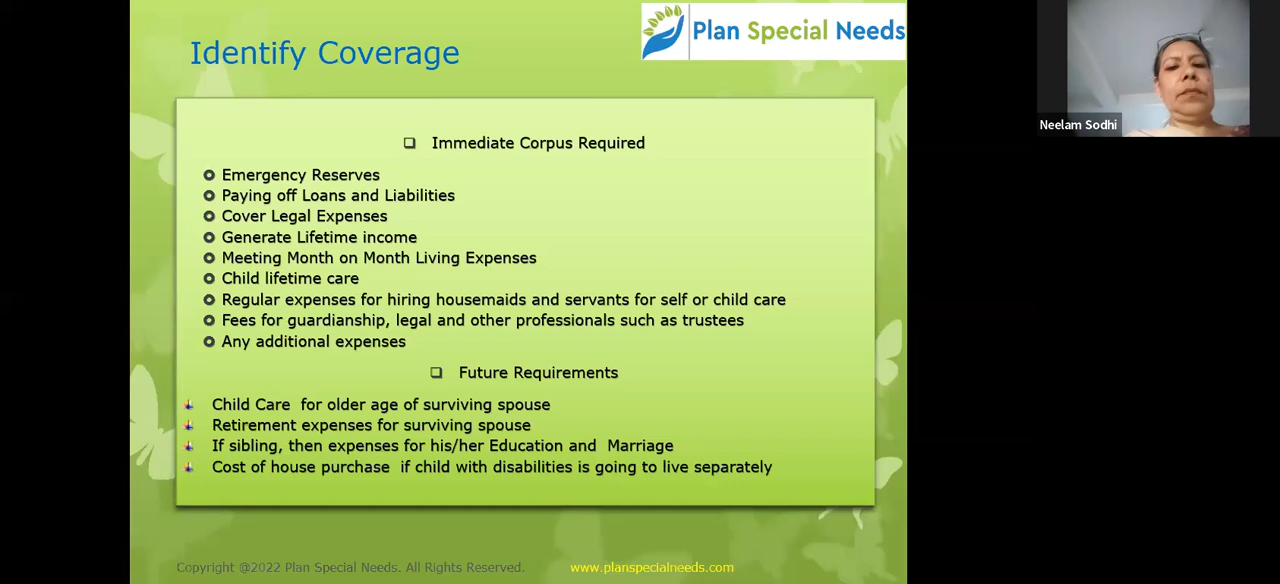 Identify Coverage
Plan Special Needs
Immediate Corpus Required
Emergency Reserves
Paying off Loans and Liabilities
Cover Legal Expenses
Generate Lifetime income
Meeting Month on Month Living Expenses
Child lifetime care
Regular expenses for hiring housemaids and servants for self or child care
Fees for guardianship, legal and other professionals such as trustees
Any additional expenses
Future Requirements
Child Care  for older age of surviving spouse
Retirement expenses for surviving spouse
If sibling, then expenses for his/her Education and  Marriage
Cost of house purchase  if child with disabilities is going to live separately
Copyright @2022 Plan Special Needs. All Rights Reserved.
www.planspecialneeds.com
Neelam Sodhi